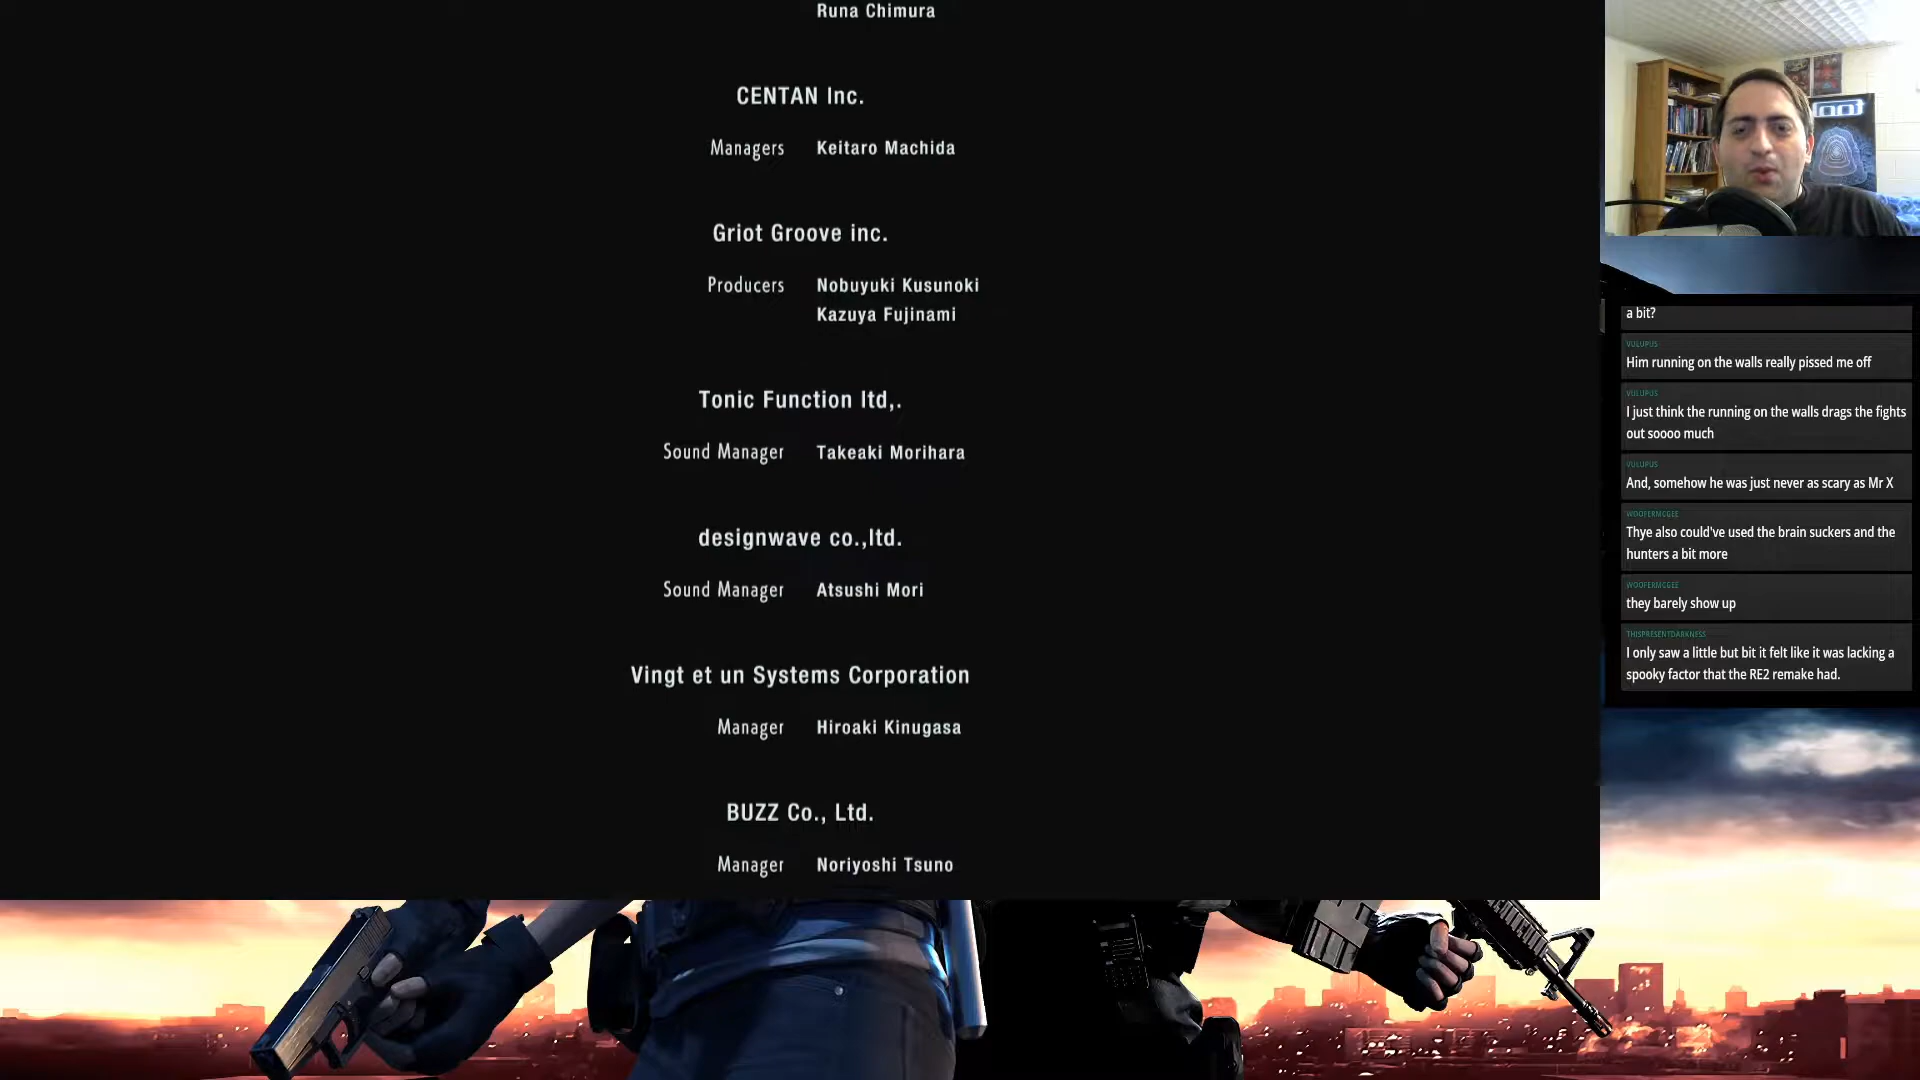 Runa Chimura
CENTAN Inc.
Managers Keitaro Machida
Griot Groove inc.
Producers Nobuyuki Kusunoki
Kazuya Fujinami
Tonic Function ltd,.
Sound Manager Takeaki Morihara
designwave co.,ltd.
Sound Manager Atsushi Mori
Vingt et un Systems Corporation
Manager Hiroaki Kinugasa
BUZZ Co., Ltd.
Manager Noriyoshi Tsuno
TOOL
a bit?
VULUPUS
Him running on the walls really pissed me off
VULUPUS
I just think the running on the walls drags the fights
out soooo much
VULUPUS
And, somehow he was just never as scary as Mr X
WOOFERMCGEE
Thye also could've used the brain suckers and the
hunters a bit more
WOOFERMCGEE
they barely show up
THISPRESENTDARKNESS
I only saw a little but bit it felt like it was lacking a
spooky factor that the RE2 remake had.